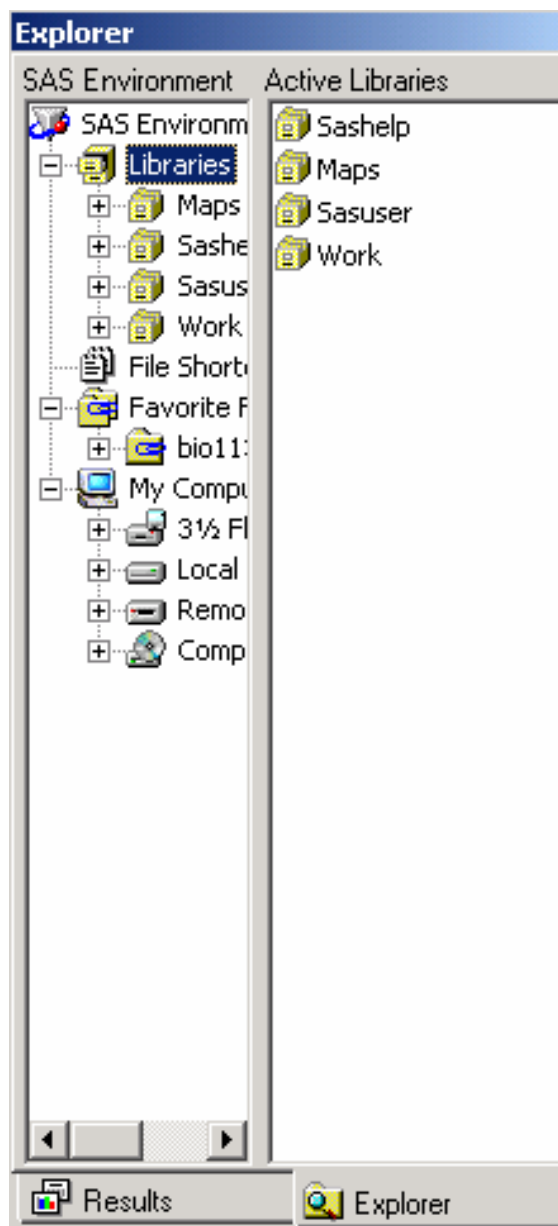 Explorer
SAS Environment
SAS Environm
Libraries
Maps
Sashe
Sasus
Work
File Short
Favorite F
bio11
My Compu
3½ Fl
Local
Remo
Comp
Active Libraries
Sashelp
Maps
Sasuser
Work
Results
Explorer